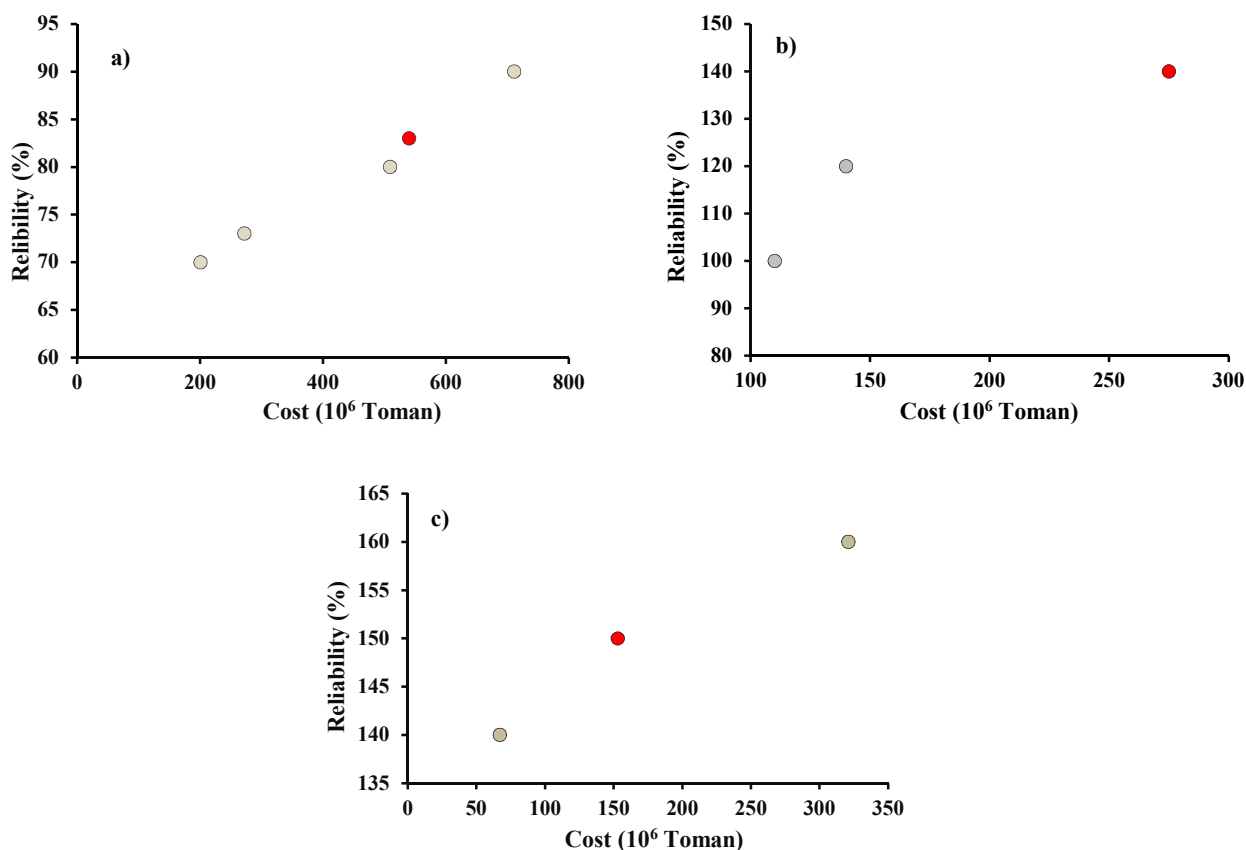 a)
95
90
85
80
75
70
65
60
Relibility (%)
0 200 400 600 800
Cost (10⁶ Toman)
b)
150
140
130
120
110
100
90
80
Reliability (%)
100 150 200 250 300
Cost (10⁶ Toman)
c)
165
160
155
150
145
140
135
Reliability (%)
0 50 100 150 200 250 300 350
Cost (10⁶ Toman)